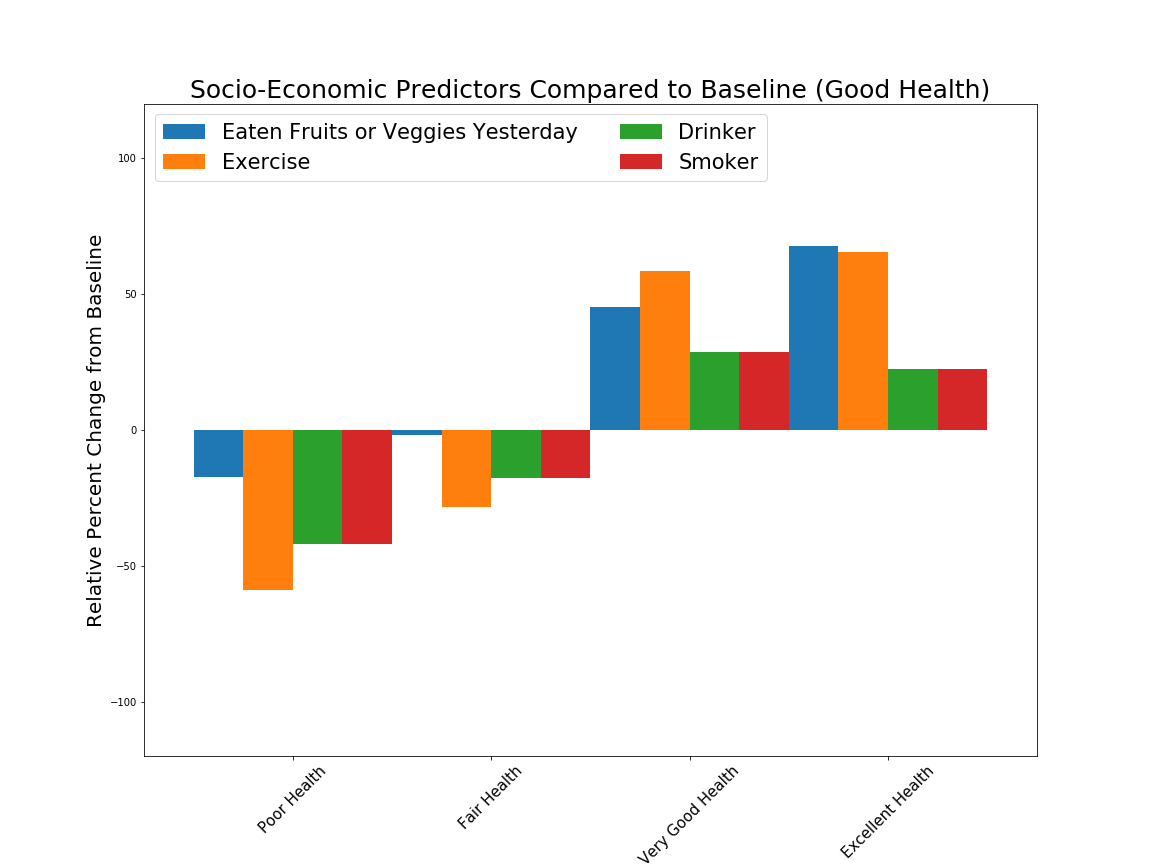 Socio-Economic Predictors Compared to Baseline (Good Health)
Eaten Fruits or Veggies Yesterday
Exercise
Drinker
Smoker
Relative Percent Change from Baseline
100
50
0
−50
−100
Poor Health
Fair Health
Very Good Health
Excellent Health